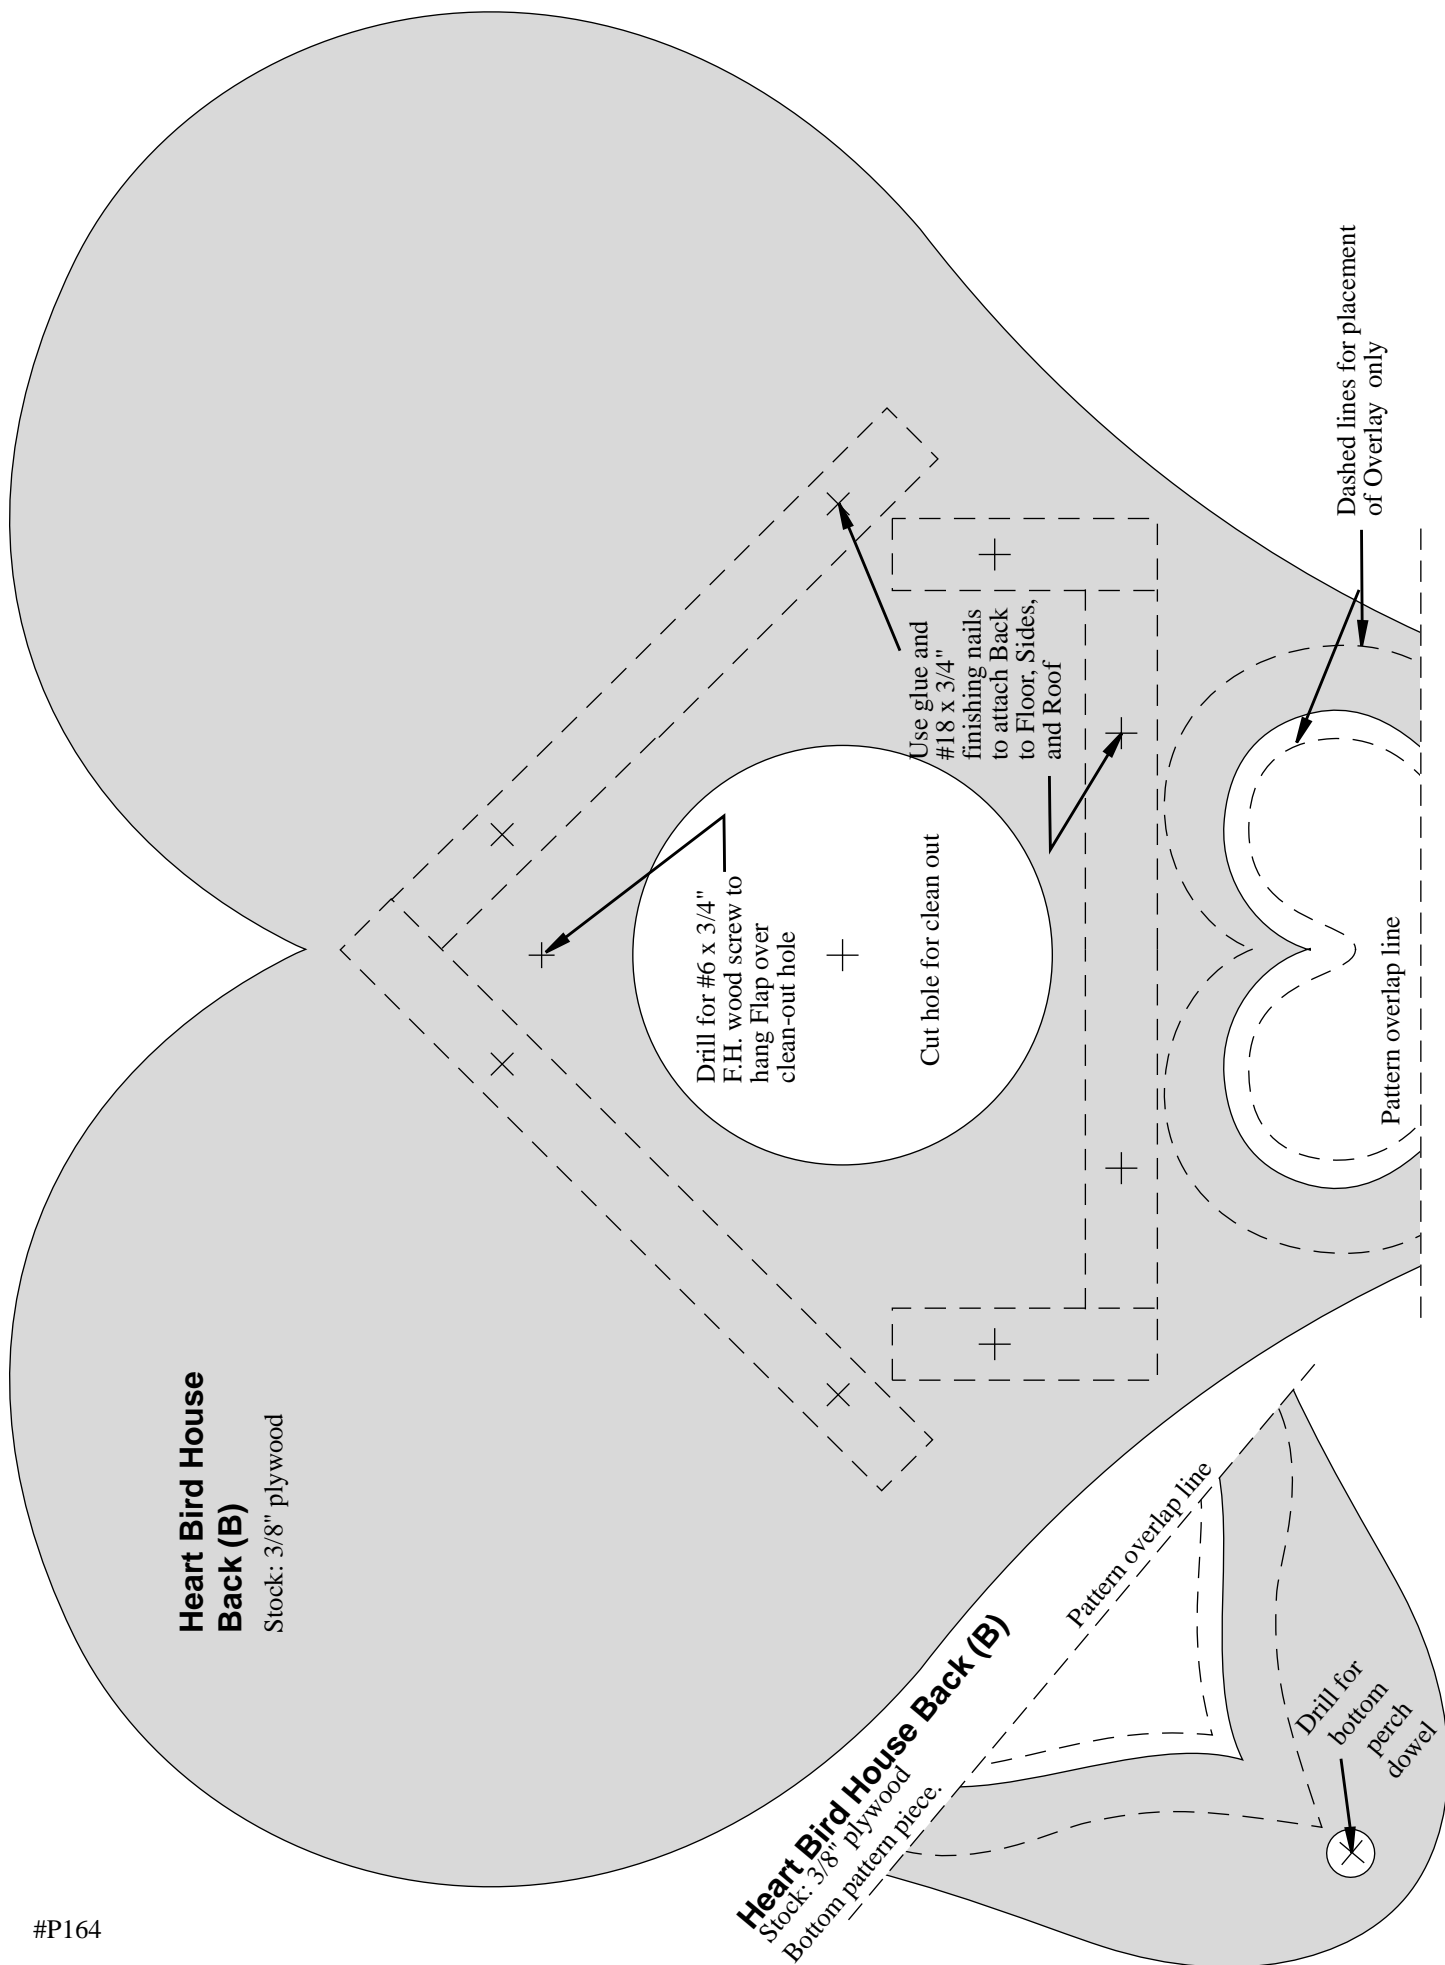 Heart Bird House
Back (B)
Stock: 3/8" plywood
Drill for #6 x 3/4"
F.H. wood screw to
hang Flap over
clean-out hole
Cut hole for clean out
Use glue and
#18 x 3/4"
finishing nails
to attach Back
to Floor, Sides,
and Roof
Dashed lines for placement
of Overlay only
Pattern overlap line
Heart Bird House Back (B)
Stock: 3/8" plywood
Bottom pattern piece.
Pattern overlap line
Drill for
bottom
perch
dowel
#P164